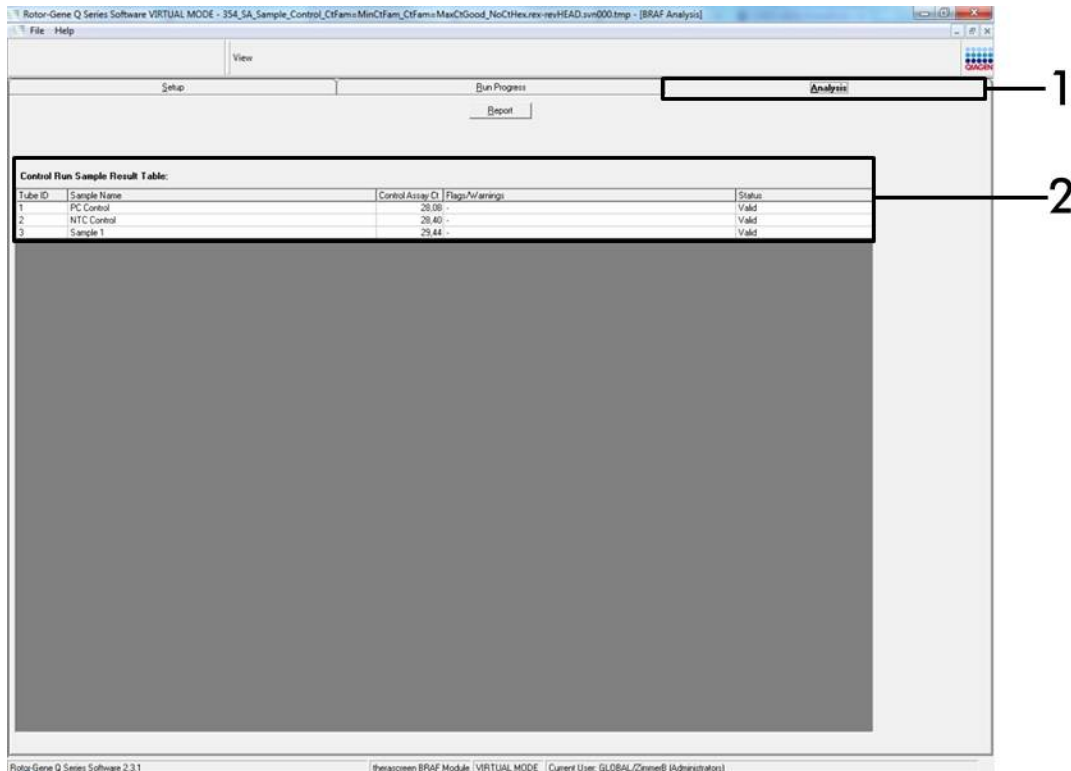 Rotor-Gene Q Series Software VIRTUAL MODE - 354_SA_Sample_Control_CtFam=MinCtFam_CtFam=MaxCtGood_NoCtHex.rex-revHEAD.svn000.tmp - [BRAF Analysis]
File Help
View
QIAGEN
Setup Run Progress Analysis 1
Report
Control Run Sample Result Table: 2
Tube ID Sample Name Control Assay Ct Flags/Warnings Status
1 PC Control 28,08 - Valid
2 NTC Control 28,40 - Valid
3 Sample 1 29,44 - Valid
Rotor-Gene Q Series Software 2.3.1 therascreen BRAF Module VIRTUAL MODE Current User: GLOBAL/ZimmerB (Administrators)